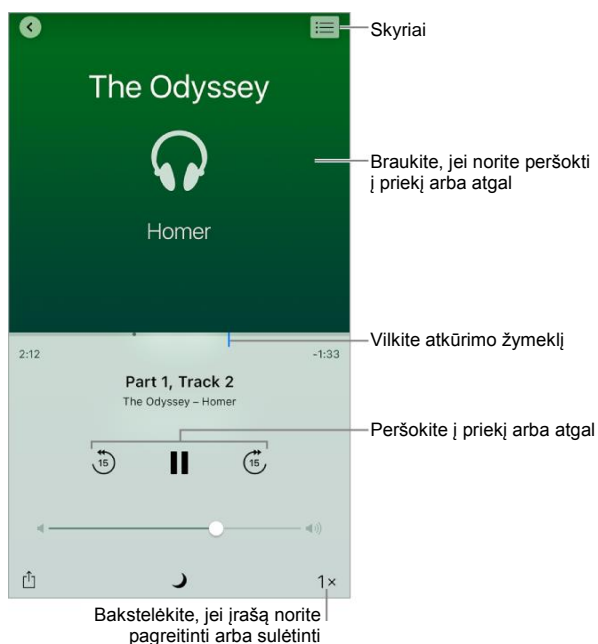 Skyriai
The Odyssey
Braukite, jei norite peršokti
į priekį arba atgal
Homer
Vilkite atkūrimo žymeklį
2:12
-1:33
Part 1, Track 2
The Odyssey – Homer
Peršokite į priekį arba atgal
15
15
1×
Bakstelėkite, jei įrašą norite
pagreitinti arba sulėtinti